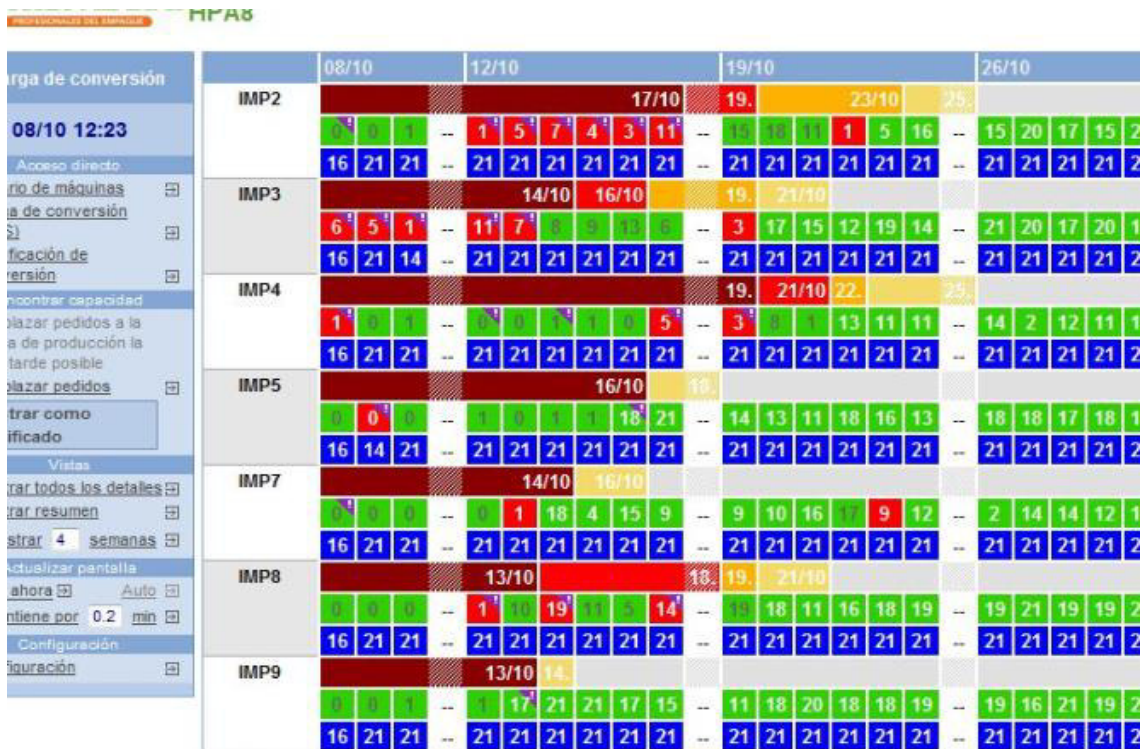 PROFESIONALES DEL EMPAQUE
HPA8
arga de conversión
08/10 12:23
Acceso directo
rio de máquinas
a de conversión
S)
ificación de
versión
ncontrar capacidad
plazar pedidos a la
a de producción la
tarde posible
plazar pedidos
trar como
ificado
Vistas
trar todos los detalles
trar resumen
strar 4 semanas
Actualizar pantalla
ahora Auto
ntiene por 0.2 min
Configuración
figuración
08/10 12/10 19/10 26/10
IMP2 17/10 19. 23/10 25.
0 0 1 -- 1 5 7 4 3 11 -- 15 18 11 1 5 16 -- 15 20 17 15 2
16 21 21 -- 21 21 21 21 21 21 -- 21 21 21 21 21 21 -- 21 21 21 21 2
IMP3 14/10 16/10 19. 21/10
6 5 1 -- 11 7 8 9 13 6 -- 3 17 15 12 19 14 -- 21 20 17 20 1
16 21 14 -- 21 21 21 21 21 21 -- 21 21 21 21 21 21 -- 21 21 21 21 2
IMP4 19. 21/10 22. 25.
1 0 1 -- 0 0 1 1 0 5 -- 3 8 1 13 11 11 -- 14 2 12 11 1
16 21 21 -- 21 21 21 21 21 21 -- 21 21 21 21 21 21 -- 21 21 21 21 2
IMP5 16/10 18.
0 0 0 -- 1 0 1 1 18 21 -- 14 13 11 18 16 13 -- 18 18 17 18 1
16 14 21 -- 21 21 21 21 21 21 -- 21 21 21 21 21 21 -- 21 21 21 21 2
IMP7 14/10 16/10
0 0 0 -- 0 1 18 4 15 9 -- 9 10 16 17 9 12 -- 2 14 14 12 1
16 21 21 -- 21 21 21 21 21 21 -- 21 21 21 21 21 21 -- 21 21 21 21 2
IMP8 13/10 18. 19. 21/10
0 0 0 -- 1 10 19 11 5 14 -- 19 18 11 16 18 19 -- 19 21 19 19 2
16 21 21 -- 21 21 21 21 21 21 -- 21 21 21 21 21 21 -- 21 21 21 21 2
IMP9 13/10 14.
0 0 1 -- 1 17 21 21 17 15 -- 11 18 20 18 18 19 -- 19 16 21 19 2
16 21 21 -- 21 21 21 21 21 21 -- 21 21 21 21 21 21 -- 21 21 21 21 2